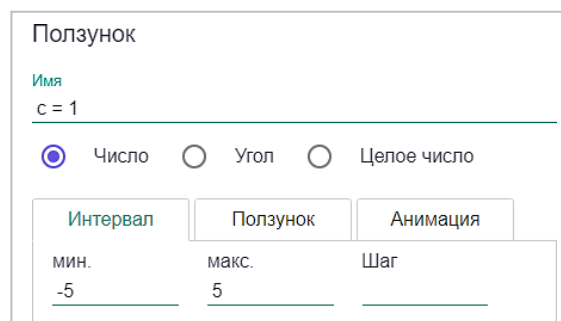 Ползунок
Имя
c = 1
Число Угол Целое число
Интервал Ползунок Анимация
мин. макс. Шаг
-5 5